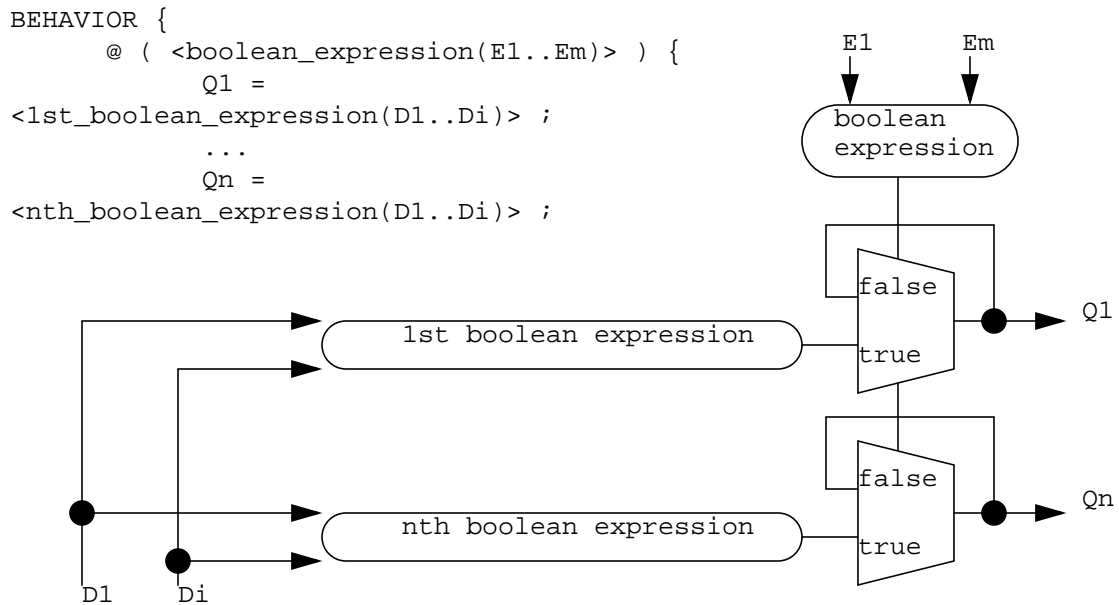 BEHAVIOR {
@ ( <boolean_expression(E1..Em)> ) {
Q1 =
<1st_boolean_expression(D1..Di)> ;
...
Qn =
<nth_boolean_expression(D1..Di)> ;
E1 Em
boolean
expression
false
Q1
1st boolean expression
true
false
Qn
nth boolean expression
true
D1 Di